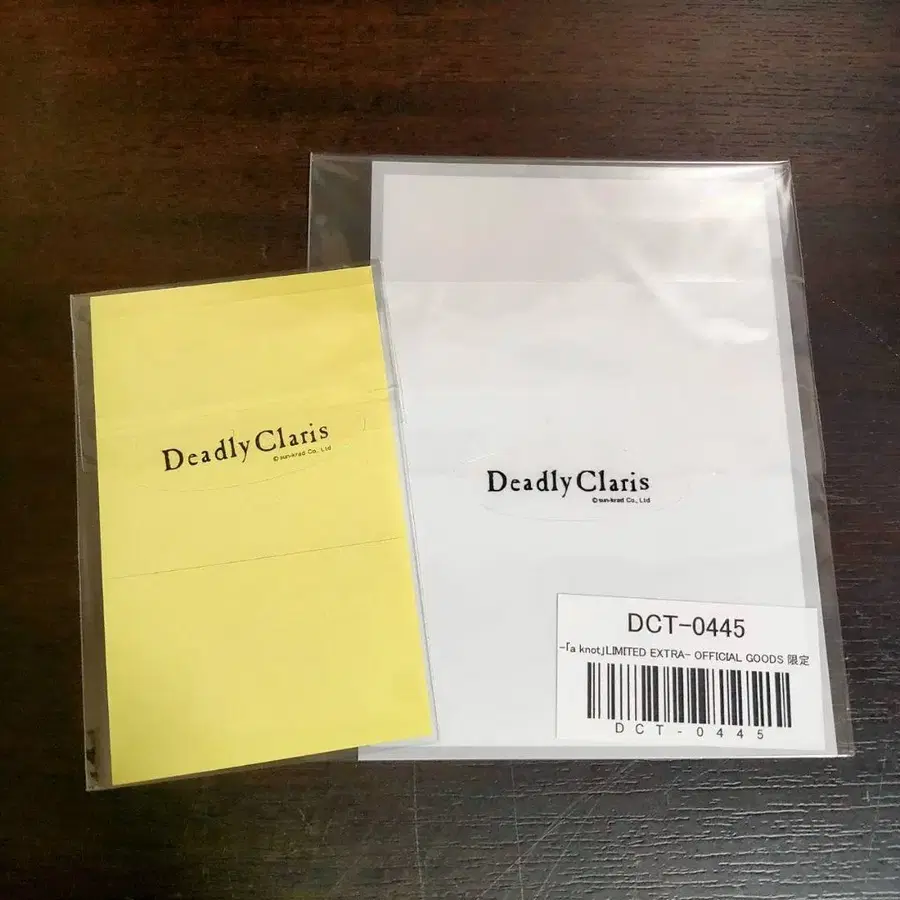 Deadly Claris
©sun-krad Co., Ltd
Deadly Claris
©sun-krad Co., Ltd
DCT-0445
-「a knot」LIMITED EXTRA- OFFICIAL GOODS 限定
DCT-0445